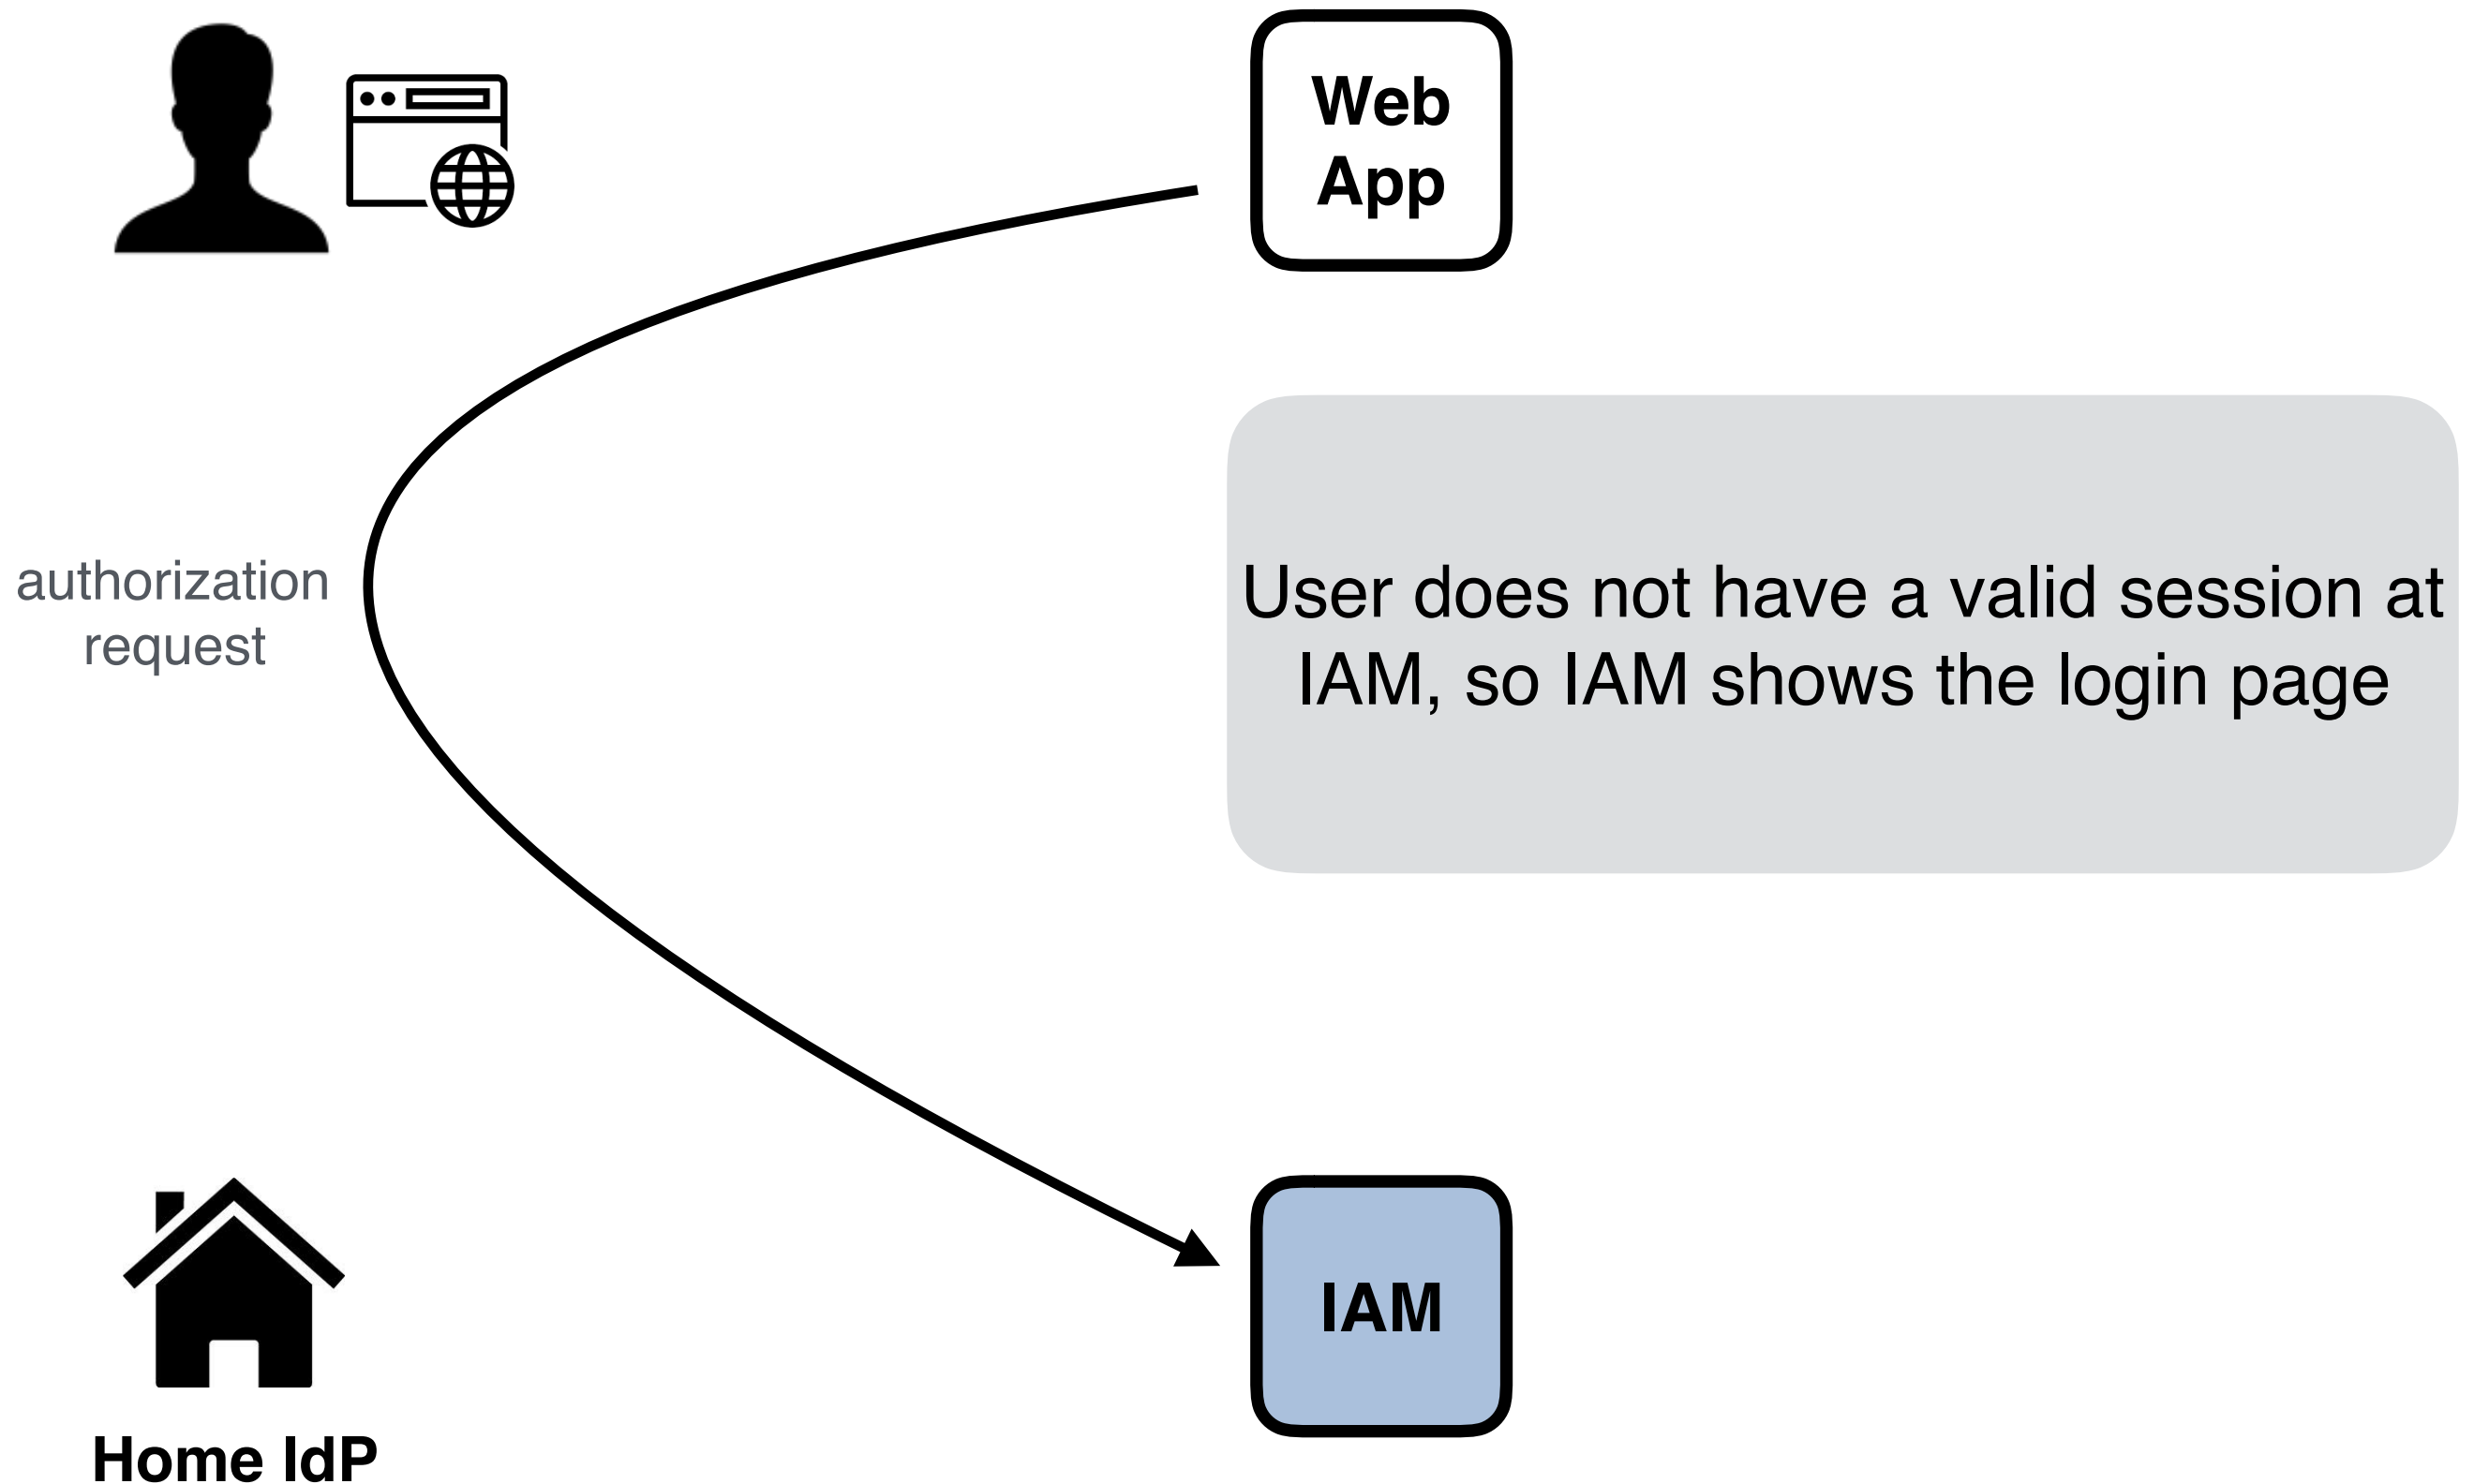 Web
App
User does not have a valid session at
IAM, so IAM shows the login page
authorization
request
IAM
Home IdP